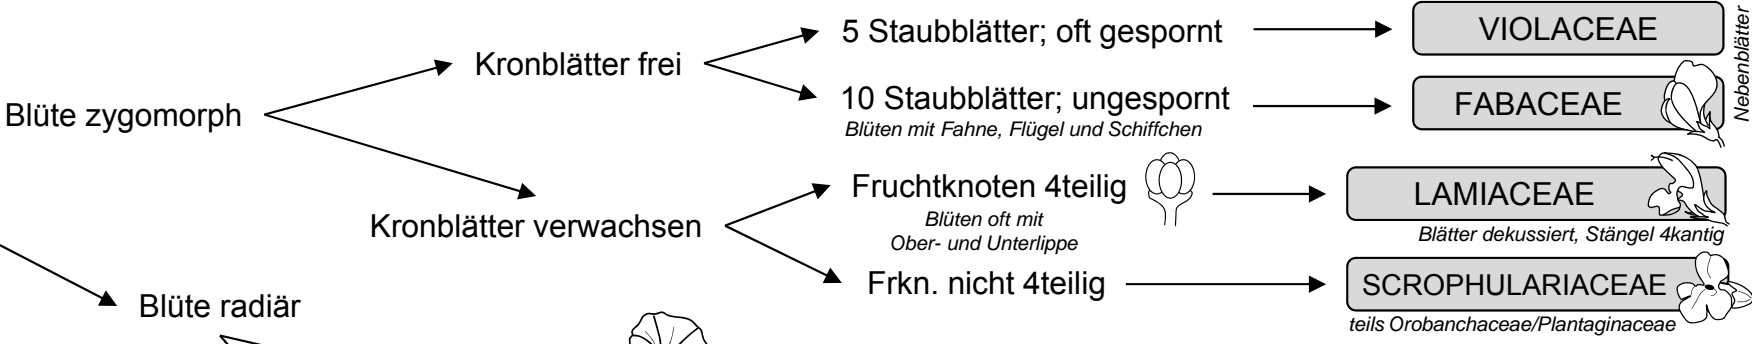 5 Staubblätter; oft gespornt
VIOLACEAE
Nebenblätter
Kronblätter frei
10 Staubblätter; ungespornt
Blüten mit Fahne, Flügel und Schiffchen
FABACEAE
Blüte zygomorph
Fruchtknoten 4teilig
Blüten oft mit
Ober- und Unterlippe
LAMIACEAE
Blätter dekussiert, Stängel 4kantig
Kronblätter verwachsen
Frkn. nicht 4teilig
SCROPHULARIACEAE
teils Orobanchaceae/Plantaginaceae
Blüte radiär